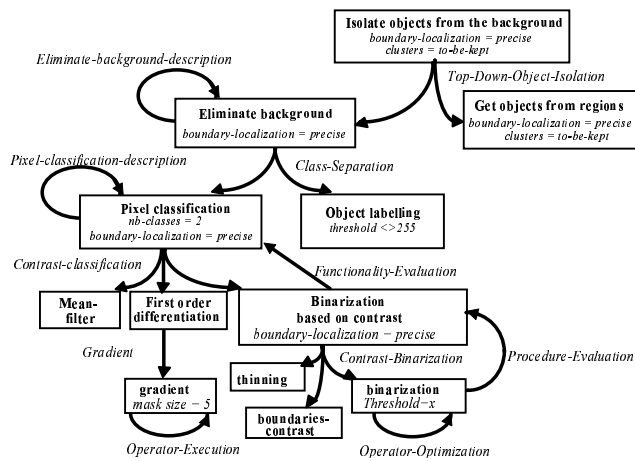 Isolate objects from the background
boundary-localization = precise
clusters = to-be-kept
Eliminate-background-description
Top-Down-Object-Isolation
Get objects from regions
boundary-localization = precise
clusters = to-be-kept
Eliminate background
boundary-localization = precise
Pixel-classification-description
Class-Separation
Pixel classification
nb-classes = 2
boundary-localization = precise
Object labelling
threshold <>255
Contrast-classification
Functionality-Evaluation
Mean-
filter
First order
differentiation
Binarization
based on contrast
boundary-localization − precise
Gradient
Contrast-Binarization
Procedure-Evaluation
thinning
gradient
mask size − 5
binarization
Threshold−x
boundaries-
contrast
Operator-Execution
Operator-Optimization